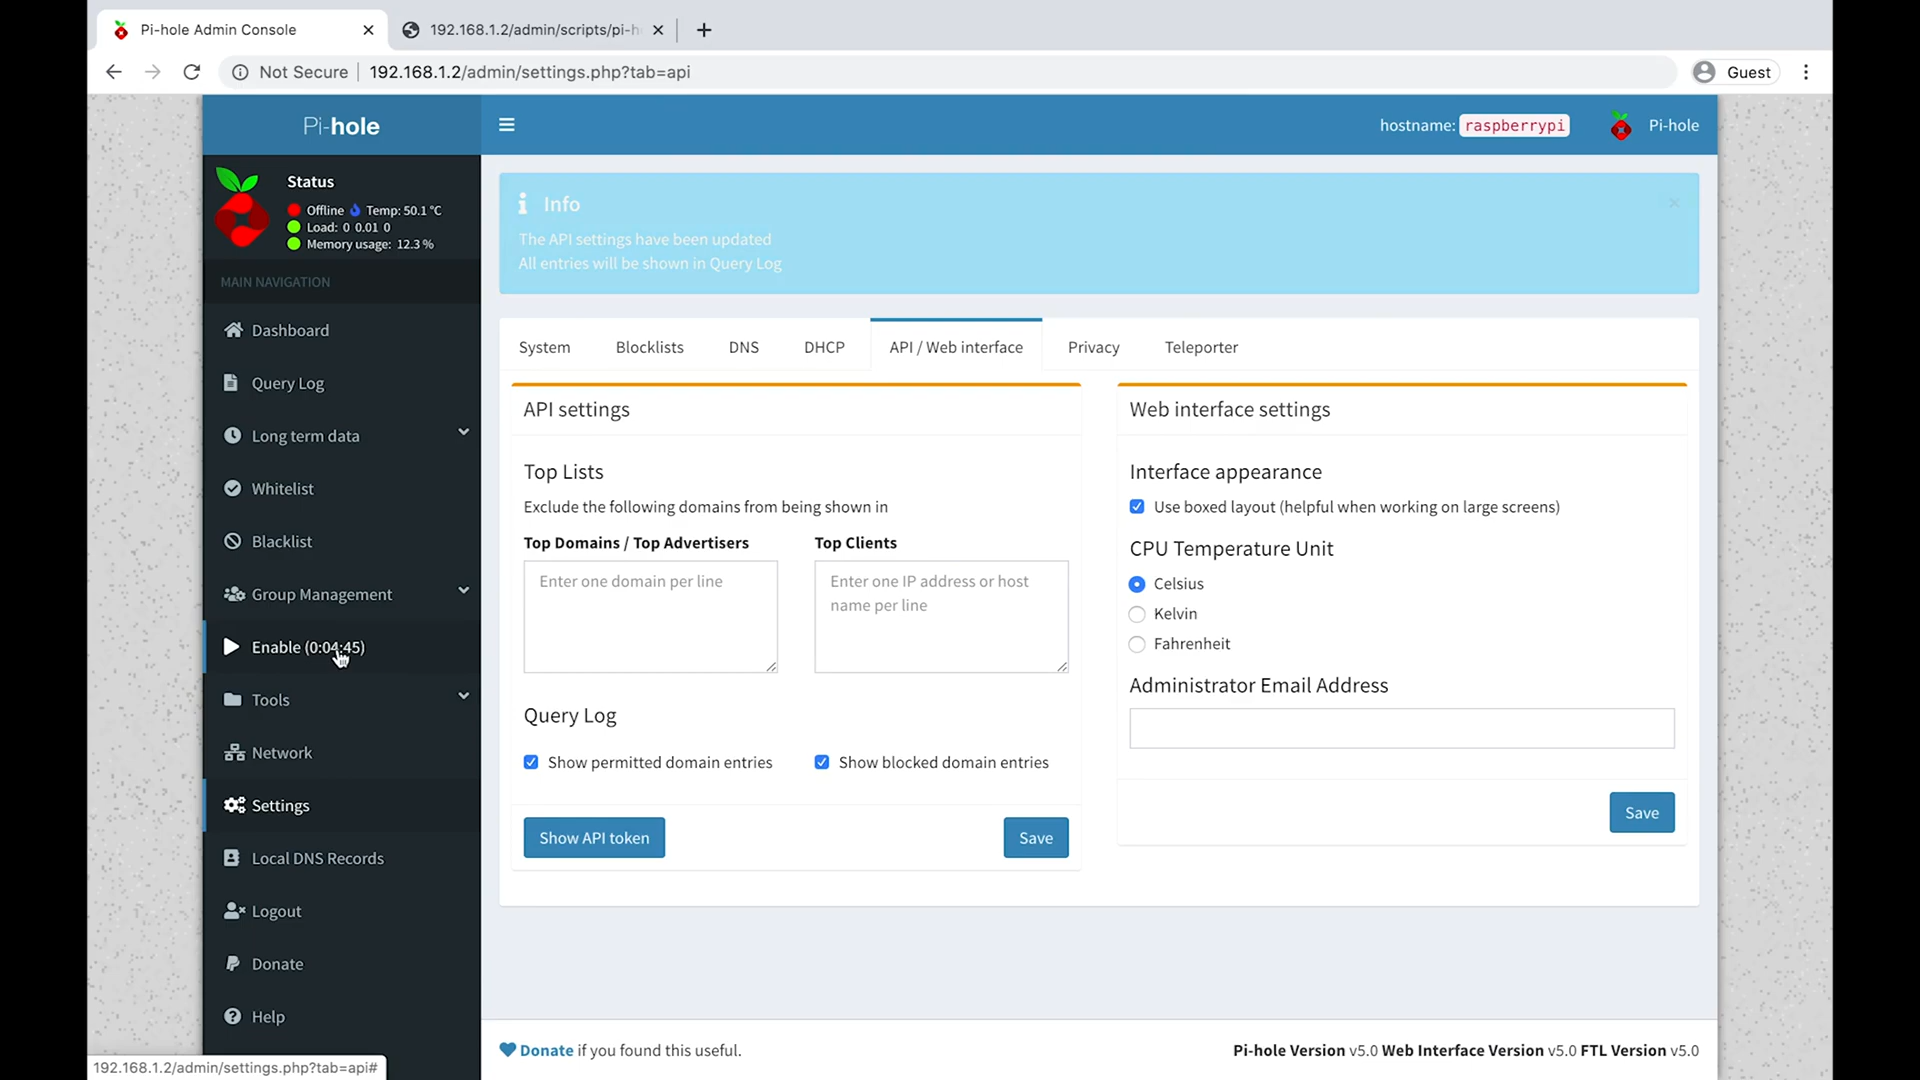 Pi-hole Admin Console
192.168.1.2/admin/scripts/pi-h
Not Secure
192.168.1.2/admin/settings.php?tab=api
Guest
Pi-hole
hostname: raspberrypi
Pi-hole
Status
Offline Temp: 50.1 °C
Load: 0 0.01 0
Memory usage: 12.3 %
MAIN NAVIGATION
Dashboard
Query Log
Long term data
Whitelist
Blacklist
Group Management
Enable (0:04:45)
Tools
Network
Settings
Local DNS Records
Logout
Donate
Help
192.168.1.2/admin/settings.php?tab=api#
Info
The API settings have been updated
All entries will be shown in Query Log
System
Blocklists
DNS
DHCP
API / Web interface
Privacy
Teleporter
API settings
Top Lists
Exclude the following domains from being shown in
Top Domains / Top Advertisers
Top Clients
Enter one domain per line
Enter one IP address or host
name per line
Query Log
Show permitted domain entries
Show blocked domain entries
Show API token
Save
Web interface settings
Interface appearance
Use boxed layout (helpful when working on large screens)
CPU Temperature Unit
Celsius
Kelvin
Fahrenheit
Administrator Email Address
Save
Donate if you found this useful.
Pi-hole Version v5.0 Web Interface Version v5.0 FTL Version v5.0